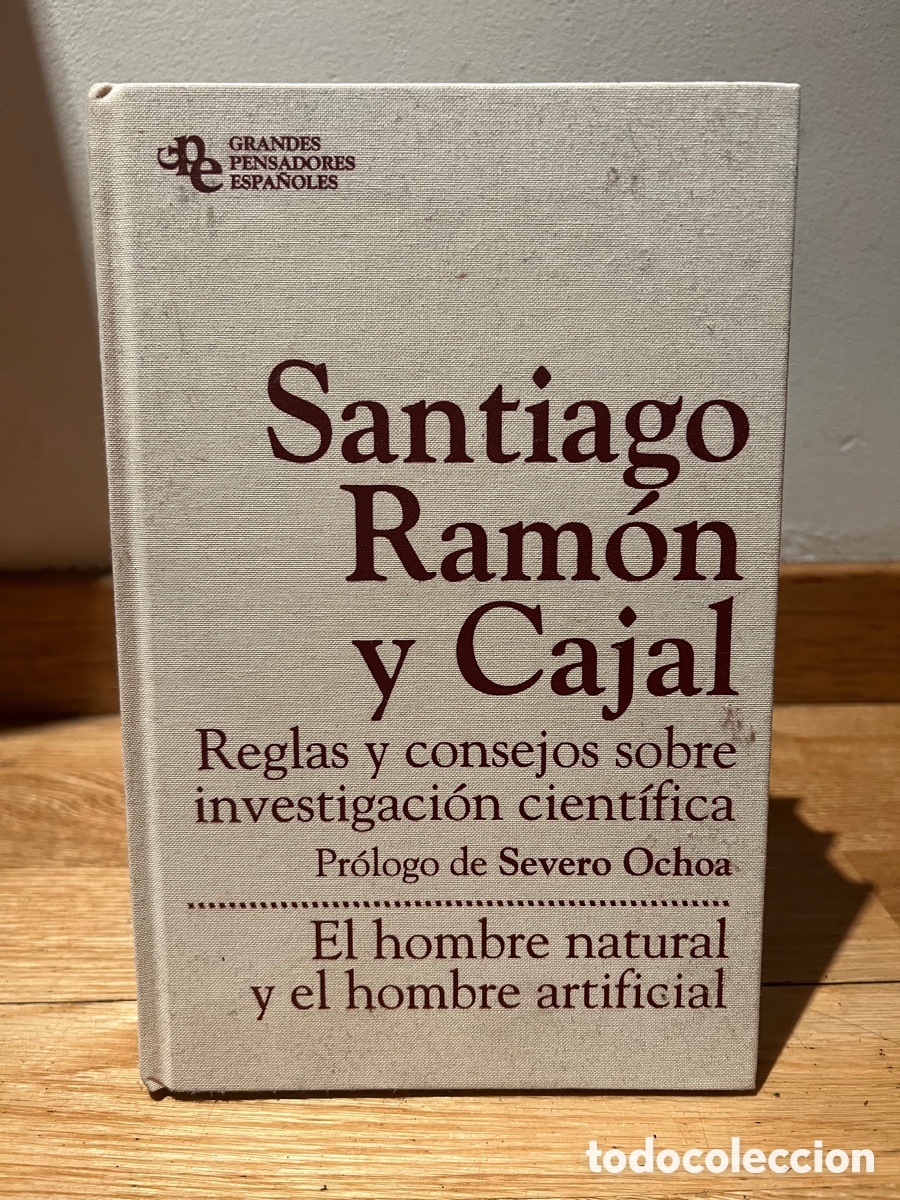 gpe
GRANDES
PENSADORES
ESPAÑOLES
Santiago
Ramón
y Cajal
Reglas y consejos sobre
investigación científica
Prólogo de Severo Ochoa
El hombre natural
y el hombre artificial
todocoleccion